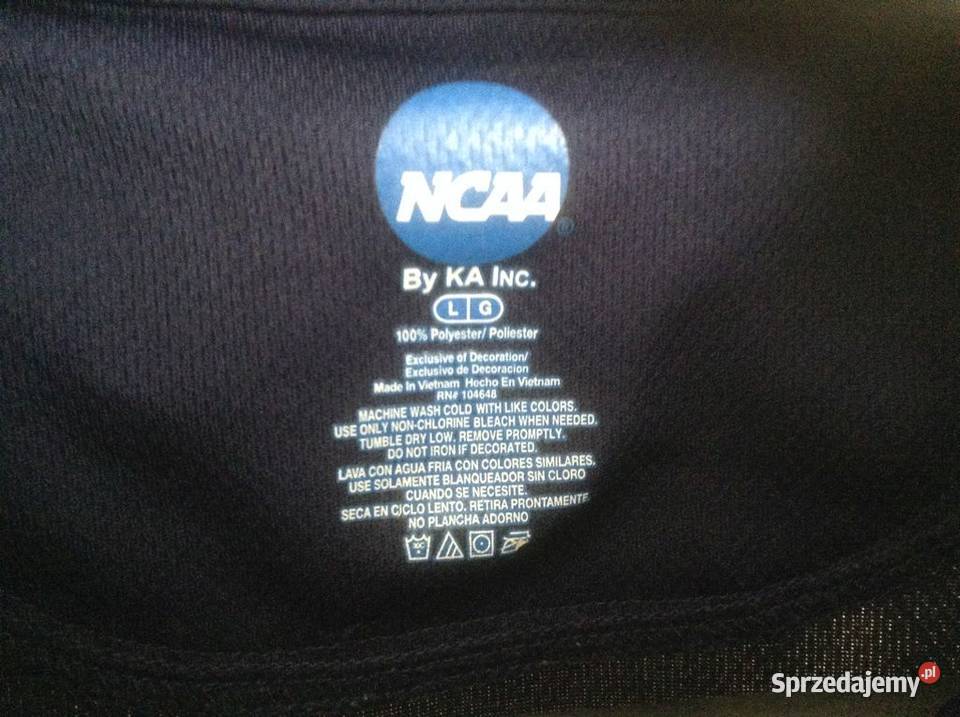 NCAA®
By KA INC.
L G
100% Polyester/ Poliester
Exclusive of Decoration/
Exclusivo de Decoracion
Made In Vietnam Hecho En Vietnam
RN# 104648
MACHINE WASH COLD WITH LIKE COLORS.
USE ONLY NON-CHLORINE BLEACH WHEN NEEDED.
TUMBLE DRY LOW. REMOVE PROMPTLY.
DO NOT IRON IF DECORATED.
LAVA CON AGUA FRIA CON COLORES SIMILARES.
USE SOLAMENTE BLANQUEADOR SIN CLORO
CUANDO SE NECESITE.
SECA EN CICLO LENTO. RETIRA PRONTAMENTE.
NO PLANCHA ADORNO
30C
Sprzedajemy.pl